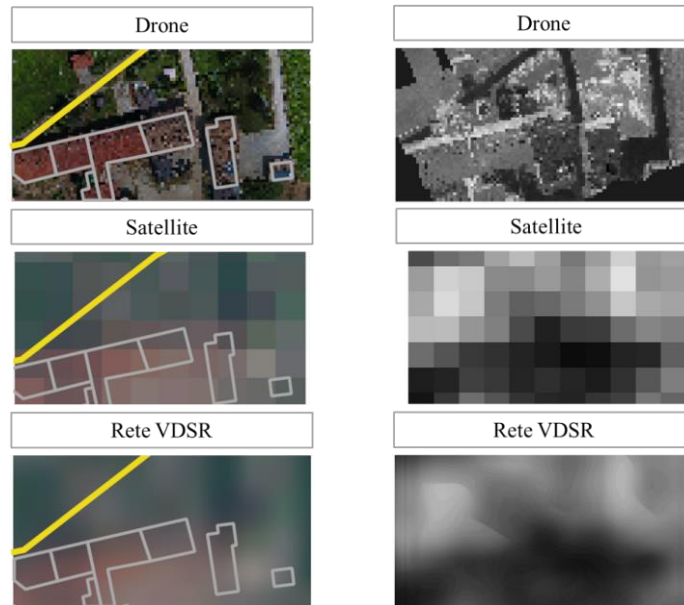 Drone
Drone
Satellite
Satellite
Rete VDSR
Rete VDSR